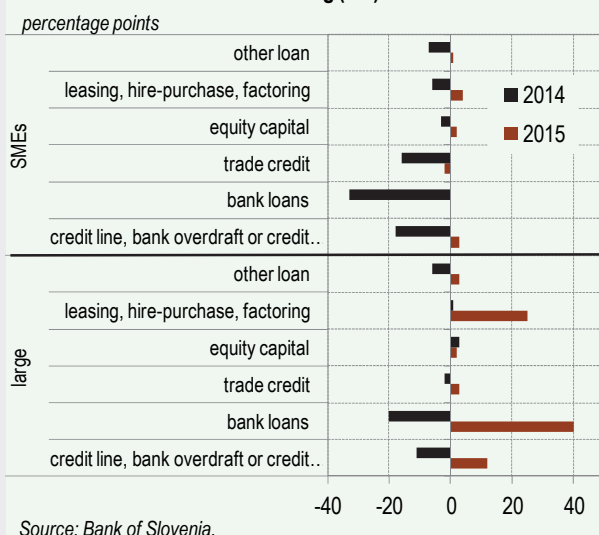 percentage points
other loan
leasing, hire-purchase, factoring
equity capital
trade credit
bank loans
credit line, bank overdraft or credit..
SMEs
2014
2015
other loan
leasing, hire-purchase, factoring
equity capital
trade credit
bank loans
credit line, bank overdraft or credit..
large
-40 -20 0 20 40
Source: Bank of Slovenia.